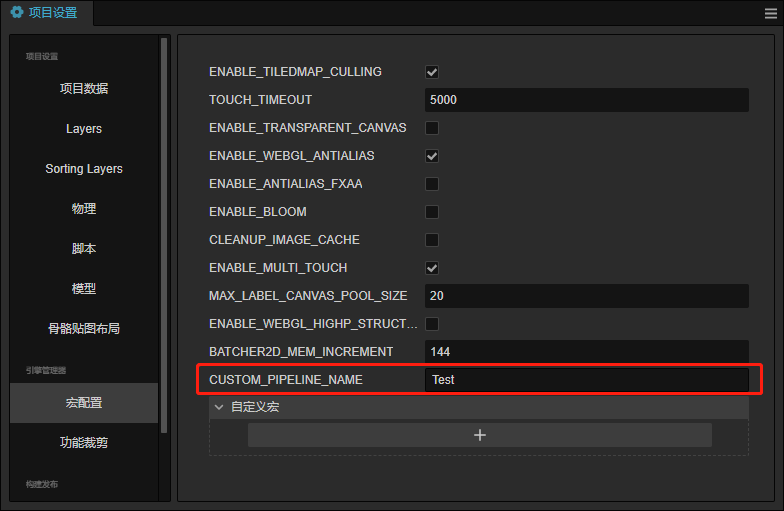 项目设置
项目设置
项目数据
Layers
Sorting Layers
物理
脚本
模型
骨骼贴图布局
引擎管理器
宏配置
功能裁剪
构建发布
ENABLE_TILEDMAP_CULLING
TOUCH_TIMEOUT 5000
ENABLE_TRANSPARENT_CANVAS
ENABLE_WEBGL_ANTIALIAS
ENABLE_ANTIALIAS_FXAA
ENABLE_BLOOM
CLEANUP_IMAGE_CACHE
ENABLE_MULTI_TOUCH
MAX_LABEL_CANVAS_POOL_SIZE 20
ENABLE_WEBGL_HIGHP_STRUCT...
BATCHER2D_MEM_INCREMENT 144
CUSTOM_PIPELINE_NAME Test
自定义宏